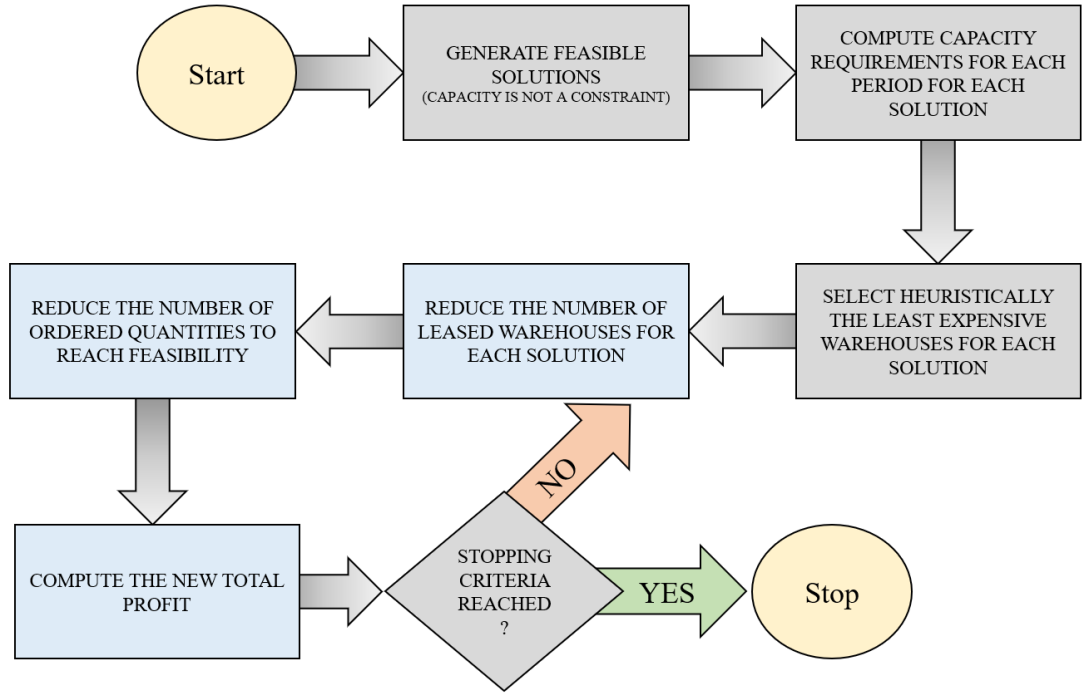 Start
GENERATE FEASIBLE
SOLUTIONS
(CAPACITY IS NOT A CONSTRAINT)
COMPUTE CAPACITY
REQUIREMENTS FOR EACH
PERIOD FOR EACH
SOLUTION
SELECT HEURISTICALLY
THE LEAST EXPENSIVE
WAREHOUSES FOR EACH
SOLUTION
REDUCE THE NUMBER OF
LEASED WAREHOUSES FOR
EACH SOLUTION
REDUCE THE NUMBER OF
ORDERED QUANTITIES TO
REACH FEASIBILITY
COMPUTE THE NEW TOTAL
PROFIT
STOPPING
CRITERIA
REACHED
?
NO
YES
Stop